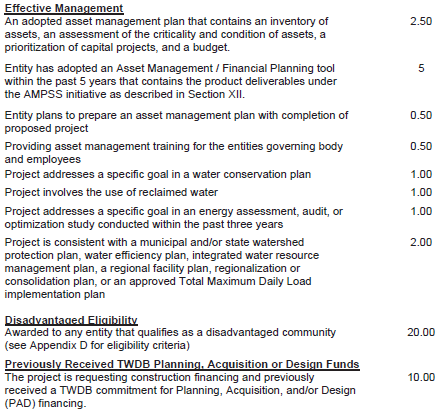 Effective Management
An adopted asset management plan that contains an inventory of 2.50
assets, an assessment of the criticality and condition of assets, a
prioritization of capital projects, and a budget.
Entity has adopted an Asset Management / Financial Planning tool 5
within the past 5 years that contains the product deliverables under
the AMPSS initiative as described in Section XII.
Entity plans to prepare an asset management plan with completion of 0.50
proposed project
Providing asset management training for the entities governing body 0.50
and employees
Project addresses a specific goal in a water conservation plan 1.00
Project involves the use of reclaimed water 1.00
Project addresses a specific goal in an energy assessment, audit, or 1.00
optimization study conducted within the past three years
Project is consistent with a municipal and/or state watershed 2.00
protection plan, water efficiency plan, integrated water resource
management plan, a regional facility plan, regionalization or
consolidation plan, or an approved Total Maximum Daily Load
implementation plan
Disadvantaged Eligibility
Awarded to any entity that qualifies as a disadvantaged community 20.00
(see Appendix D for eligibility criteria)
Previously Received TWDB Planning, Acquisition or Design Funds
The project is requesting construction financing and previously 10.00
received a TWDB commitment for Planning, Acquisition, and/or Design
(PAD) financing.